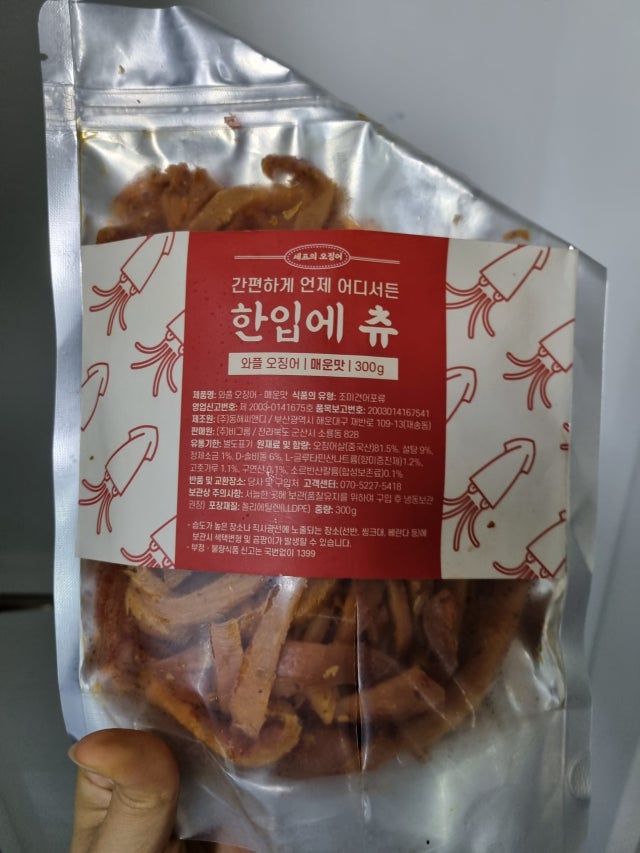 셰프의 오징어
간편하게 언제 어디서든
한입에 츄
와플 오징어 | 매운맛 | 300g
제품명: 와플 오징어 - 매운맛 식품의 유형: 조미건어포류
영업신고번호: 제 2003-0141675호 품목보고번호: 2003014167541
제조원: (주)동해씨앤디 / 부산광역시 해운대구 재반로 109-13(재송동)
판매원: (주)비그룹 / 전라북도 군산시 소룡동 828
유통기한: 별도표기 원재료 및 함량: 오징어살(중국산)81.5%, 설탕 9%,
정제소금 1%, D-솔비톨 6%, L-글루타민산나트륨(향미증진제)1.2%,
고춧가루 1.1%, 구연산0.1%, 소르빈산칼륨(합성보존료)0.1%
반품 및 교환장소: 당사 및 구입처 고객센터: 070-5227-5418
보관상 주의사항: 서늘한 곳에 보관(품질유지를 위하여 구입 후 냉동보관
권장) 포장재질: 폴리에틸렌(LLDPE) 중량: 300g
- 습도가 높은 장소나 직사광선에 노출되는 장소(선반, 씽크대, 베란다 등)에
보관시 색택변형 및 곰팡이가 발생할 수 있습니다.
- 부정·불량식품 신고는 국번없이 1399